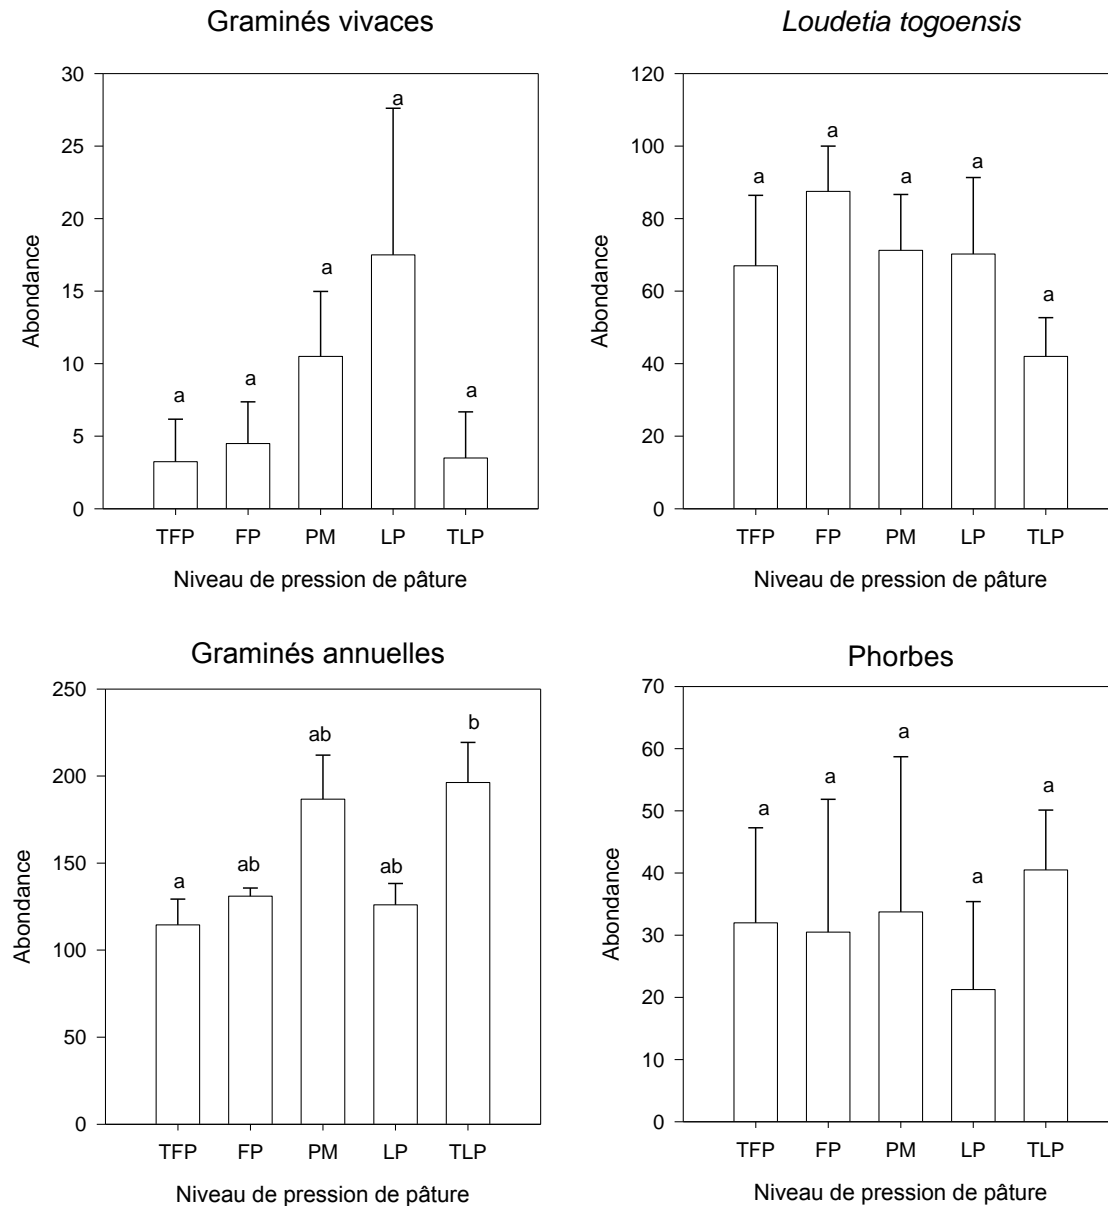 Graminés vivaces
30
25
20
15
10
5
0
Abondance
a
a
a
a
a
TFP FP PM LP TLP
Niveau de pression de pâture
Loudetia togoensis
120
100
80
60
40
20
0
Abondance
a
a
a
a
a
TFP FP PM LP TLP
Niveau de pression de pâture
Graminés annuelles
250
200
150
100
50
0
Abondance
a
ab
ab
ab
b
TFP FP PM LP TLP
Niveau de pression de pâture
Phorbes
70
60
50
40
30
20
10
0
Abondance
a
a
a
a
a
TFP FP PM LP TLP
Niveau de pression de pâture